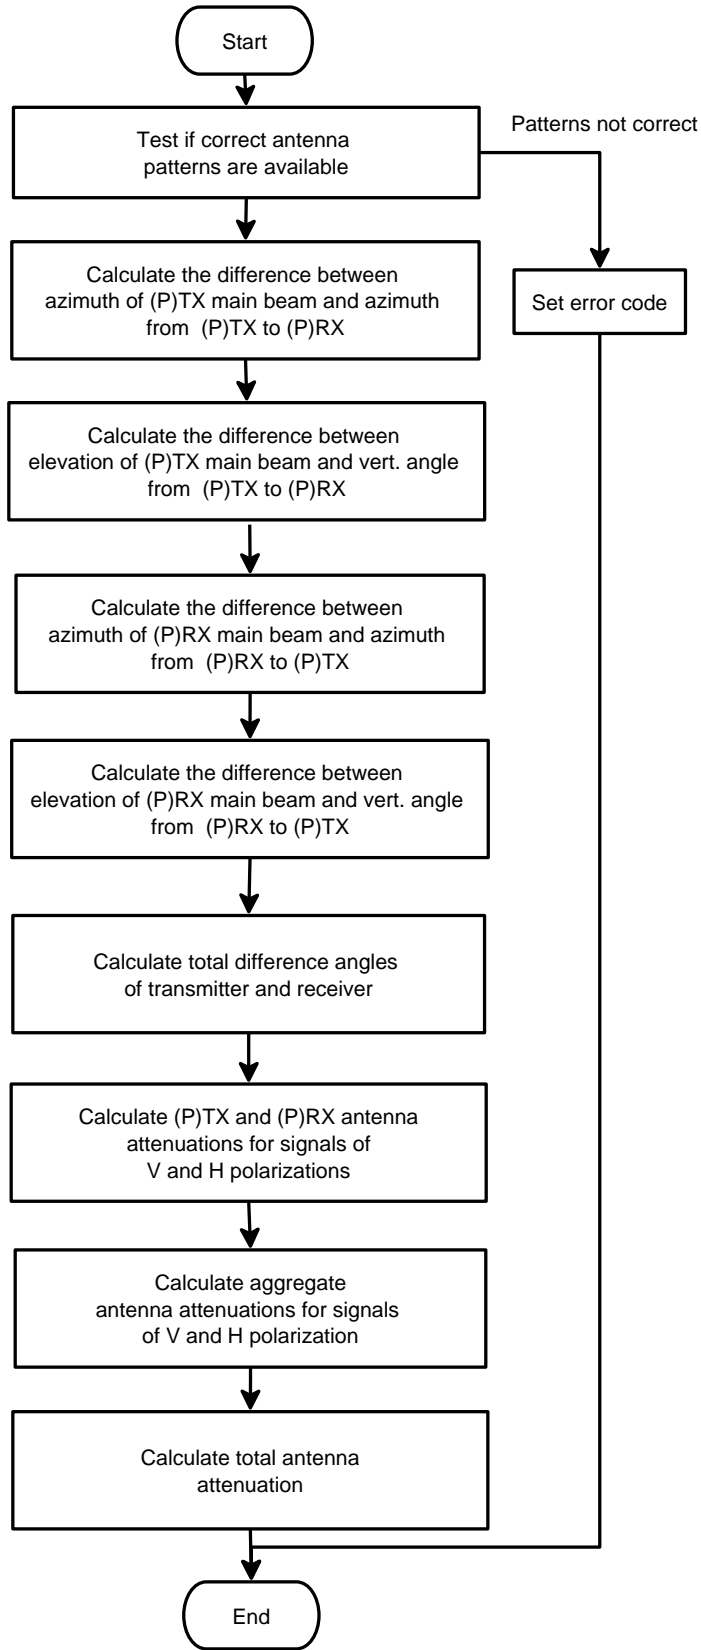 Start
Test if correct antenna
patterns are available
Patterns not correct
Calculate the difference between
azimuth of (P)TX main beam and azimuth
from (P)TX to (P)RX
Set error code
Calculate the difference between
elevation of (P)TX main beam and vert. angle
from (P)TX to (P)RX
Calculate the difference between
azimuth of (P)RX main beam and azimuth
from (P)RX to (P)TX
Calculate the difference between
elevation of (P)RX main beam and vert. angle
from (P)RX to (P)TX
Calculate total difference angles
of transmitter and receiver
Calculate (P)TX and (P)RX antenna
attenuations for signals of
V and H polarizations
Calculate aggregate
antenna attenuations for signals
of V and H polarization
Calculate total antenna
attenuation
End